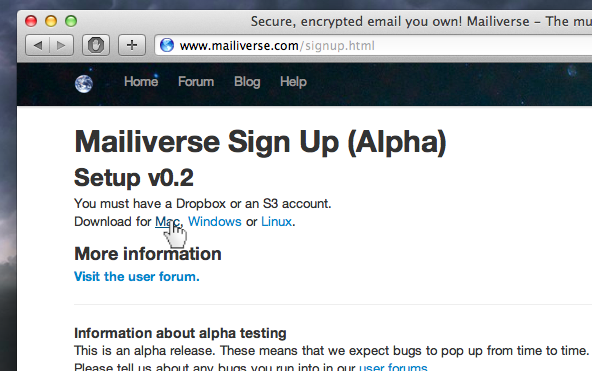 Secure, encrypted email you own! Mailiverse – The mu
www.mailiverse.com/signup.html
Home Forum Blog Help
Mailiverse Sign Up (Alpha)
Setup v0.2
You must have a Dropbox or an S3 account.
Download for Mac, Windows or Linux.
More information
Visit the user forum.
Information about alpha testing
This is an alpha release. These means that we expect bugs to pop up from time to time.
Please tell us about any bugs you run into in our user forums.